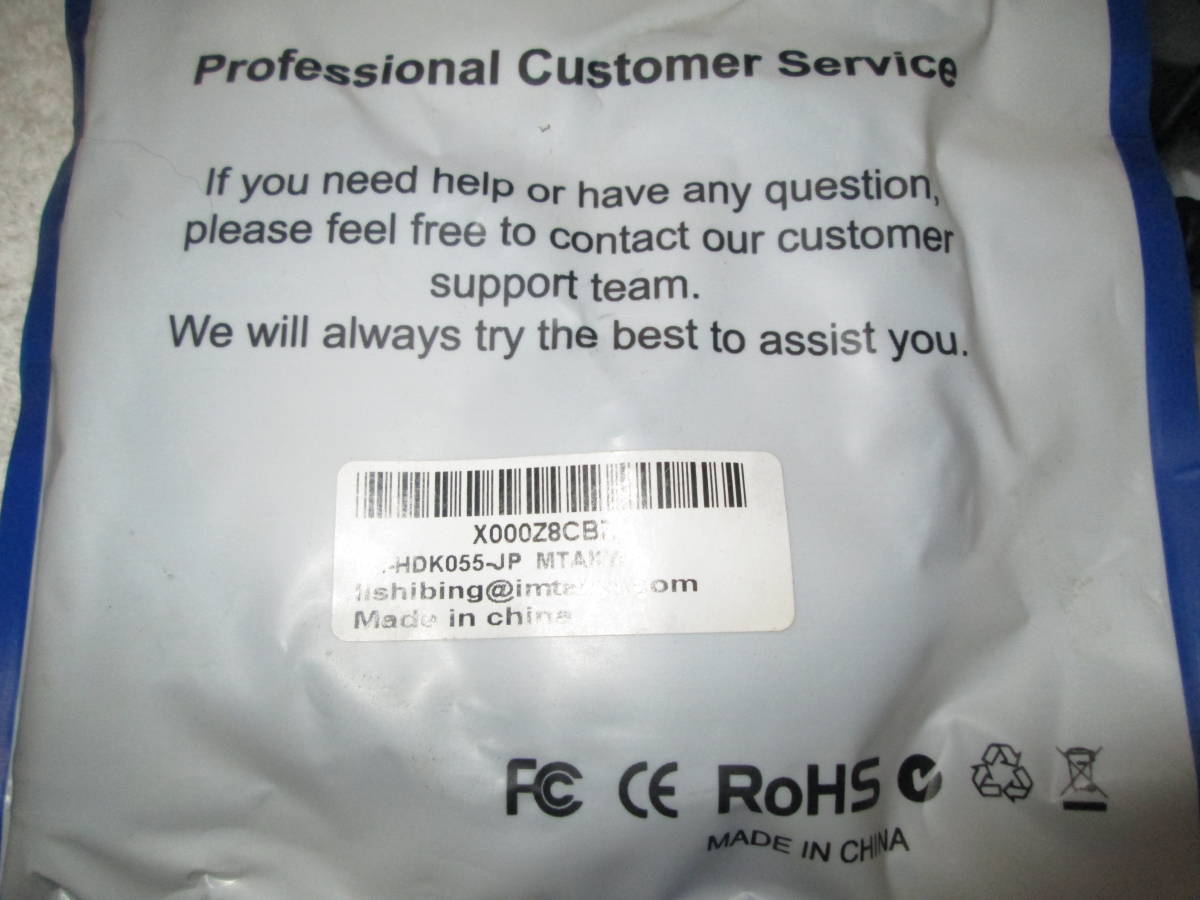 Professional Customer Service
If you need help or have any question,
please feel free to contact our customer
support team.
We will always try the best to assist you.
X000Z8CB
-HDK055-JP
Made in china
FC CE RoHS
MADE IN CHINA